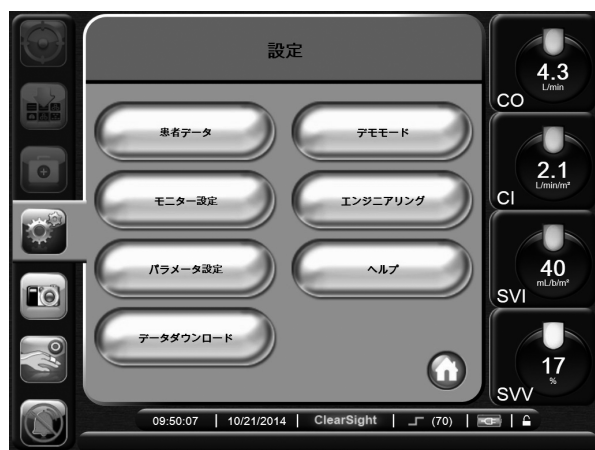 設定
患者データ
デモモード
モニター設定
エンジニアリング
パラメータ設定
ヘルプ
データダウンロード
4.3
L/min
CO
2.1
L/min/m²
CI
40
mL/b/m²
SVI
17
%
SVV
09:50:07 | 10/21/2014 | ClearSight | (70)